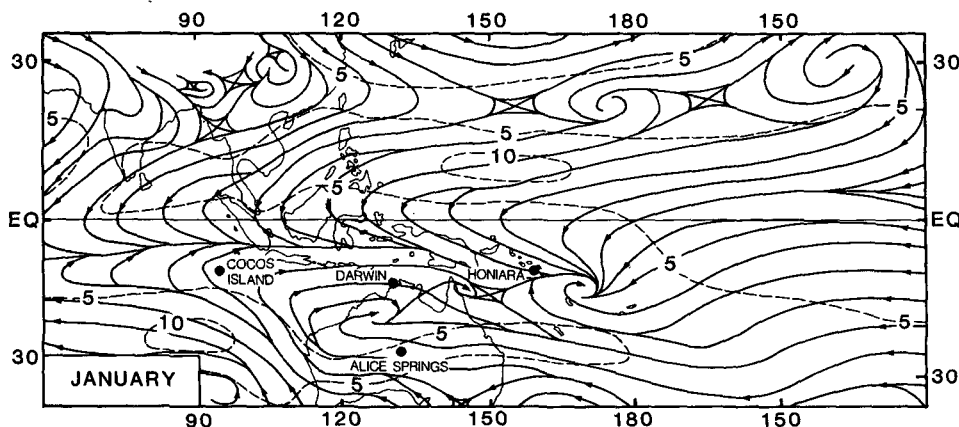 90 120 150 180 150
30 5 5 30
5 5 5
10
5
EQ EQ
COCOS
ISLAND
DARWIN HONIARA
5 5
10 5 5
30 ALICE SPRINGS 30
JANUARY 5
90 120 150 180 150